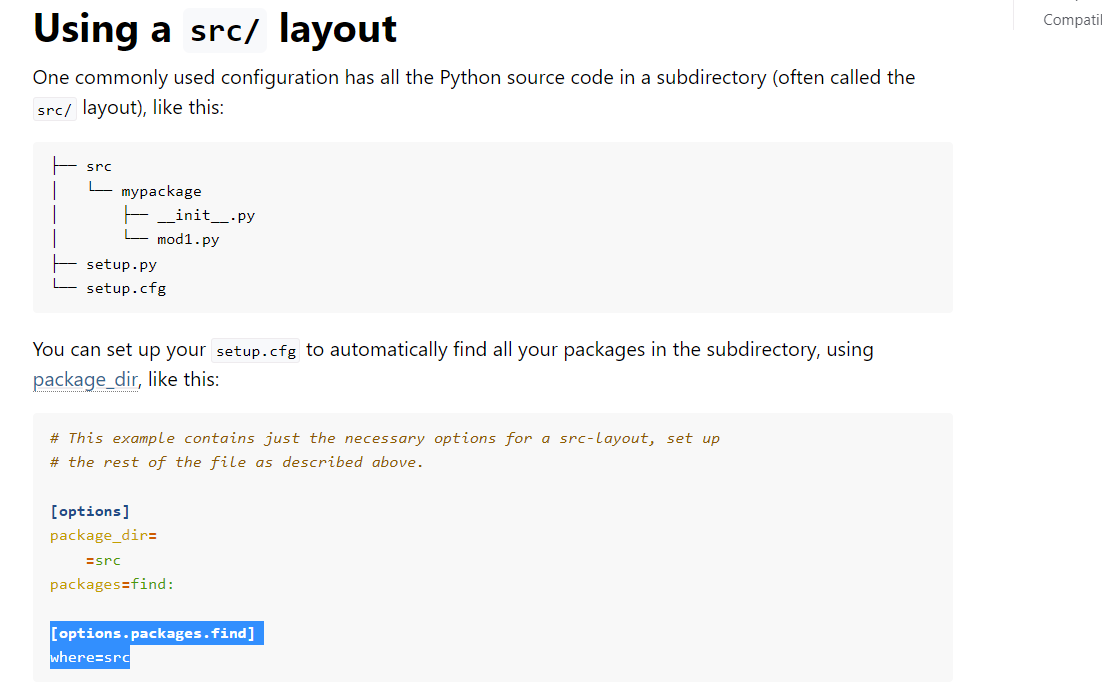 Using a src/ layout
Compatil
One commonly used configuration has all the Python source code in a subdirectory (often called the
src/ layout), like this:
├── src
│   └── mypackage
│       ├── __init__.py
│       └── mod1.py
├── setup.py
└── setup.cfg
You can set up your setup.cfg to automatically find all your packages in the subdirectory, using
package_dir, like this:
# This example contains just the necessary options for a src-layout, set up
# the rest of the file as described above.
[options]
package_dir=
    =src
packages=find:
[options.packages.find]
where=src